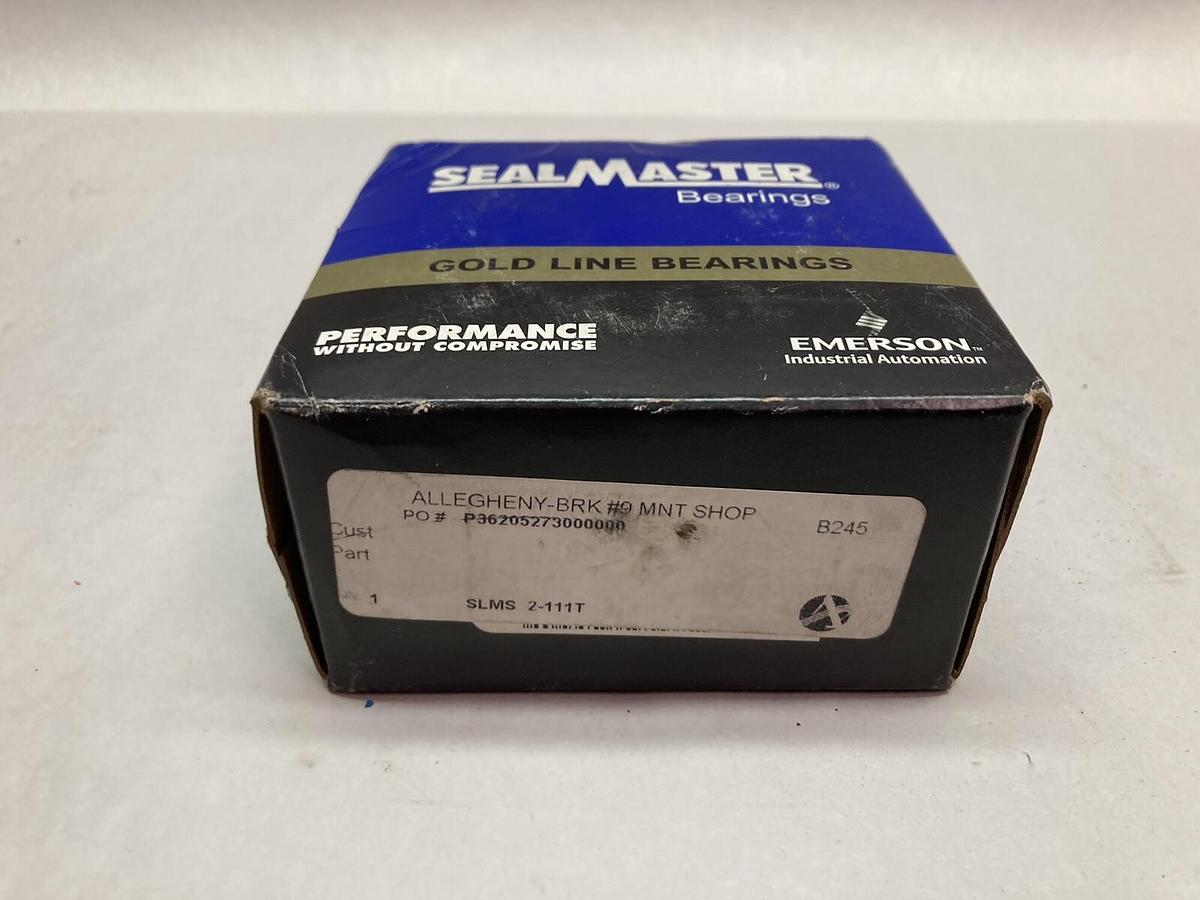 SEALMASTER®
Bearings
GOLD LINE BEARINGS
PERFORMANCE
WITHOUT COMPROMISE
EMERSON™
Industrial Automation
ALLEGHENY-BRK #9 MNT SHOP
PO # P36205273000000 B245
Cust
Part
1 SLMS 2-111T